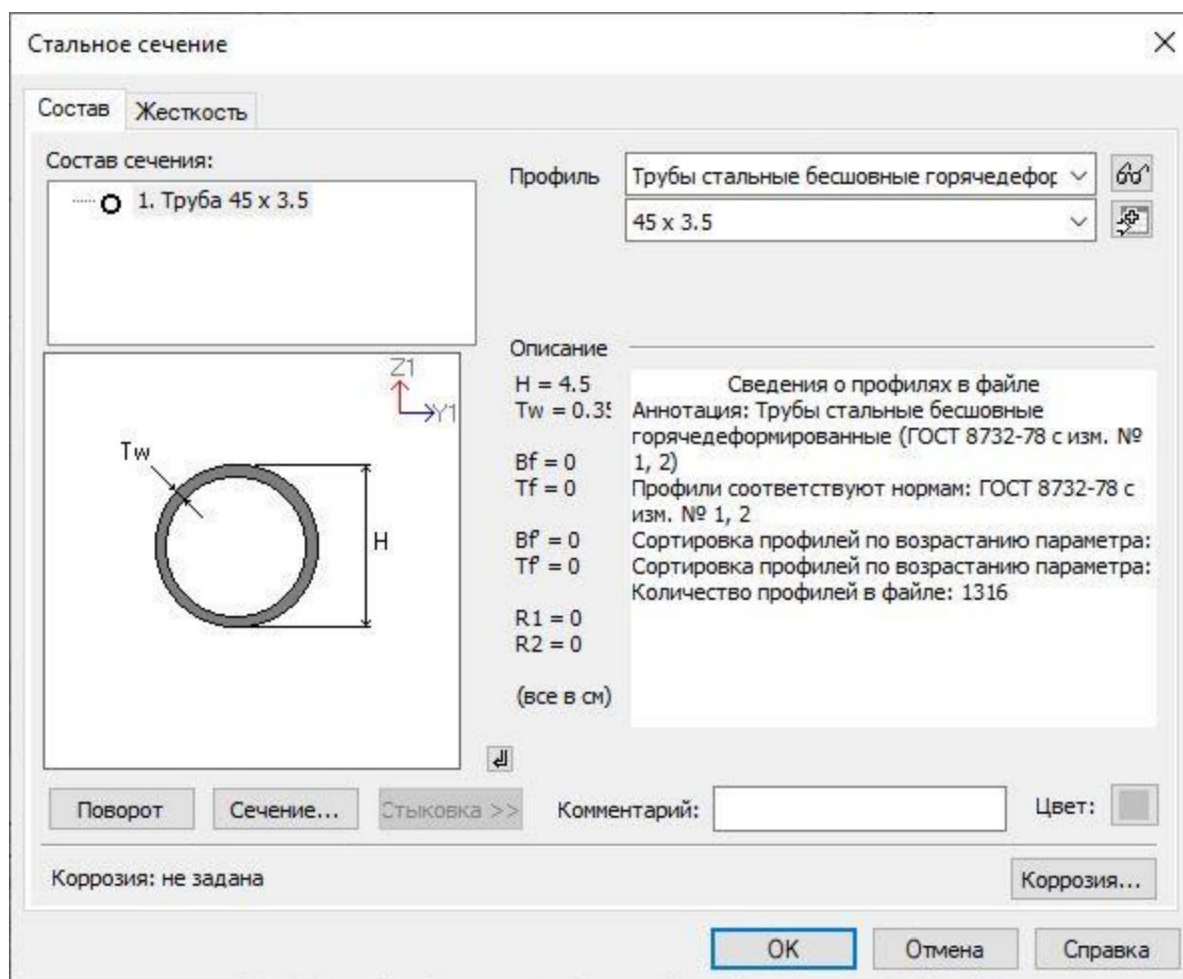 Стальное сечение
Состав
Жесткость
Состав сечения:
1. Труба 45 x 3.5
Профиль
Трубы стальные бесшовные горячедефор
45 x 3.5
Z1
Y1
Tw
H
Описание
H = 4.5
Tw = 0.35
Bf = 0
Tf = 0
Bf' = 0
Tf' = 0
R1 = 0
R2 = 0
(все в см)
Сведения о профилях в файле
Аннотация: Трубы стальные бесшовные
горячедеформированные (ГОСТ 8732-78 с изм. №
1, 2)
Профили соответствуют нормам: ГОСТ 8732-78 с
изм. № 1, 2
Сортировка профилей по возрастанию параметра:
Сортировка профилей по возрастанию параметра:
Количество профилей в файле: 1316
Поворот
Сечение...
Стыковка >>
Комментарий:
Цвет:
Коррозия: не задана
Коррозия...
OK
Отмена
Справка